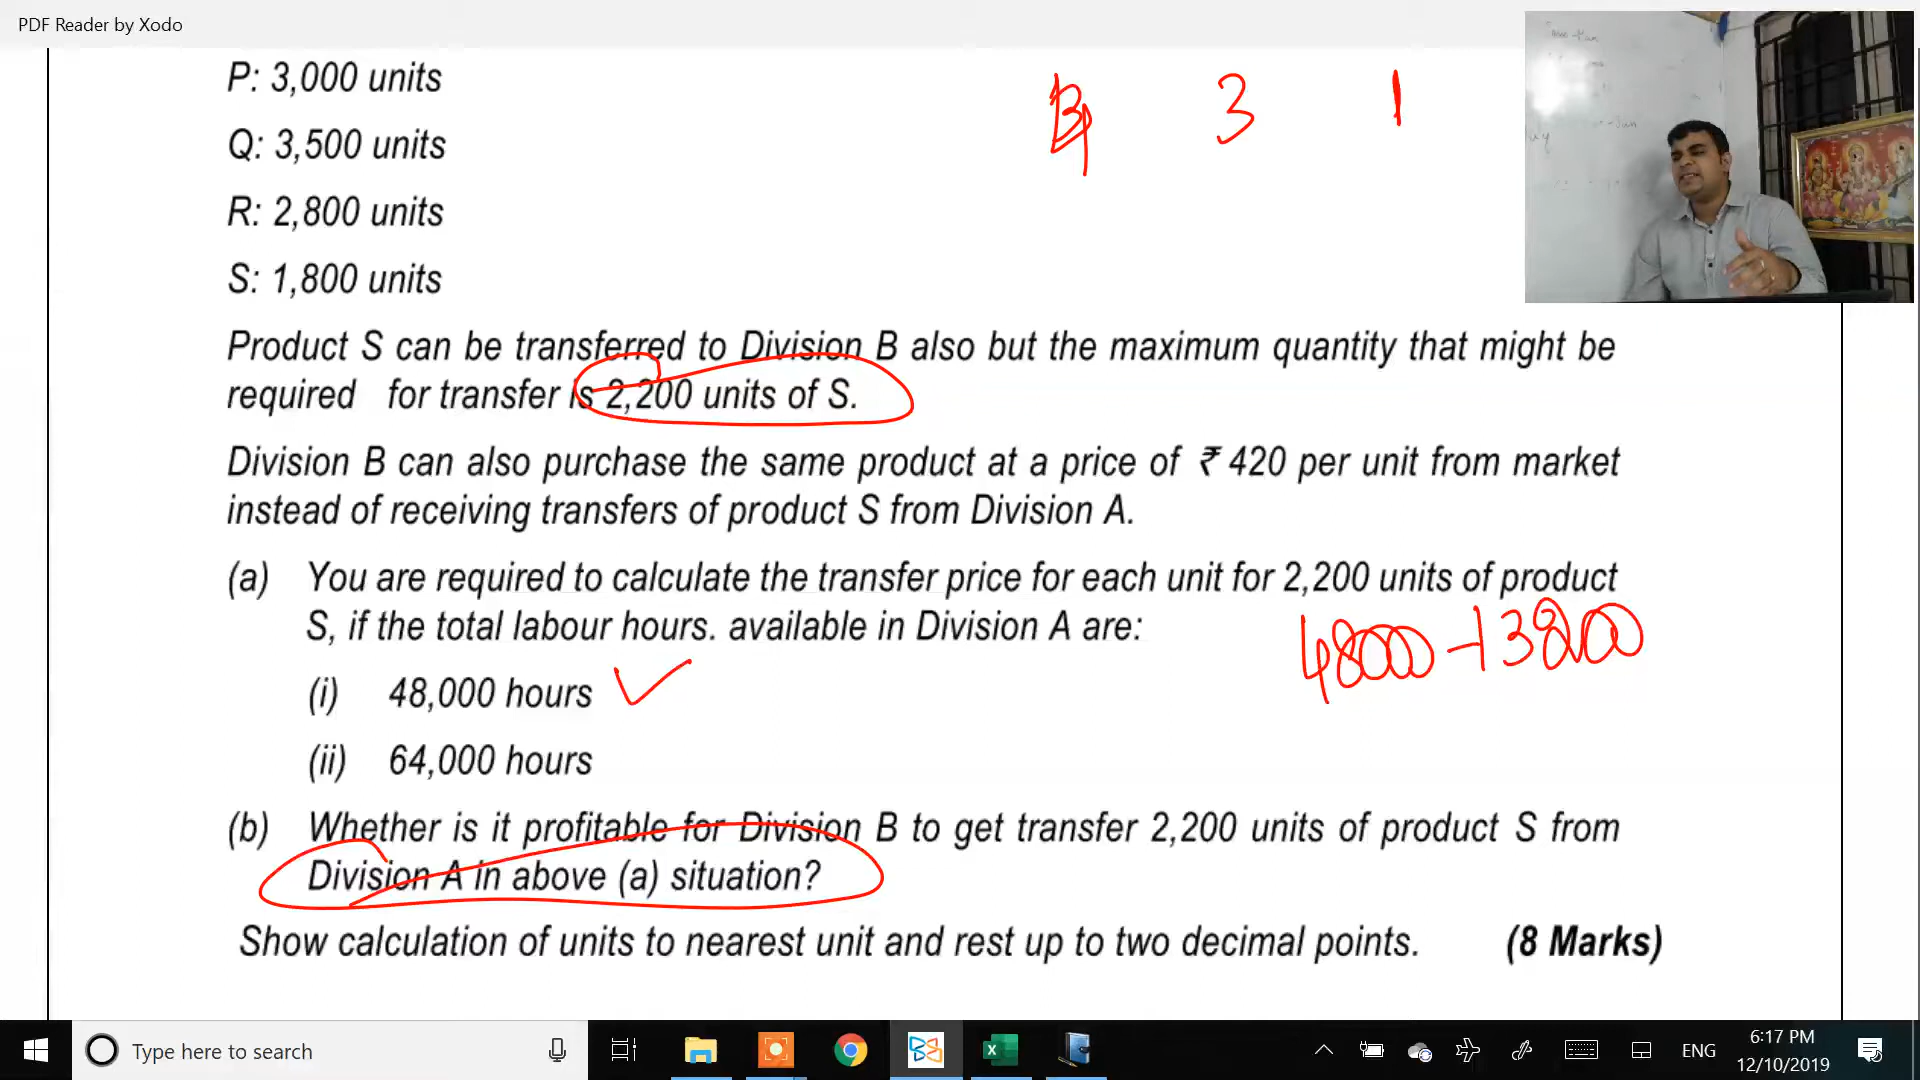 PDF Reader by Xodo
P: 3,000 units
3 1
Q: 3,500 units
R: 2,800 units
S: 1,800 units
Product S can be transferred to Division B also but the maximum quantity that might be
required for transfer is 2,200 units of S.
Division B can also purchase the same product at a price of ₹ 420 per unit from market
instead of receiving transfers of product S from Division A.
(a) You are required to calculate the transfer price for each unit for 2,200 units of product
S, if the total labour hours. available in Division A are:
48000 - 13200
(i) 48,000 hours
(ii) 64,000 hours
(b) Whether is it profitable for Division B to get transfer 2,200 units of product S from
Division A in above (a) situation?
Show calculation of units to nearest unit and rest up to two decimal points. (8 Marks)
Type here to search
ENG
6:17 PM
12/10/2019